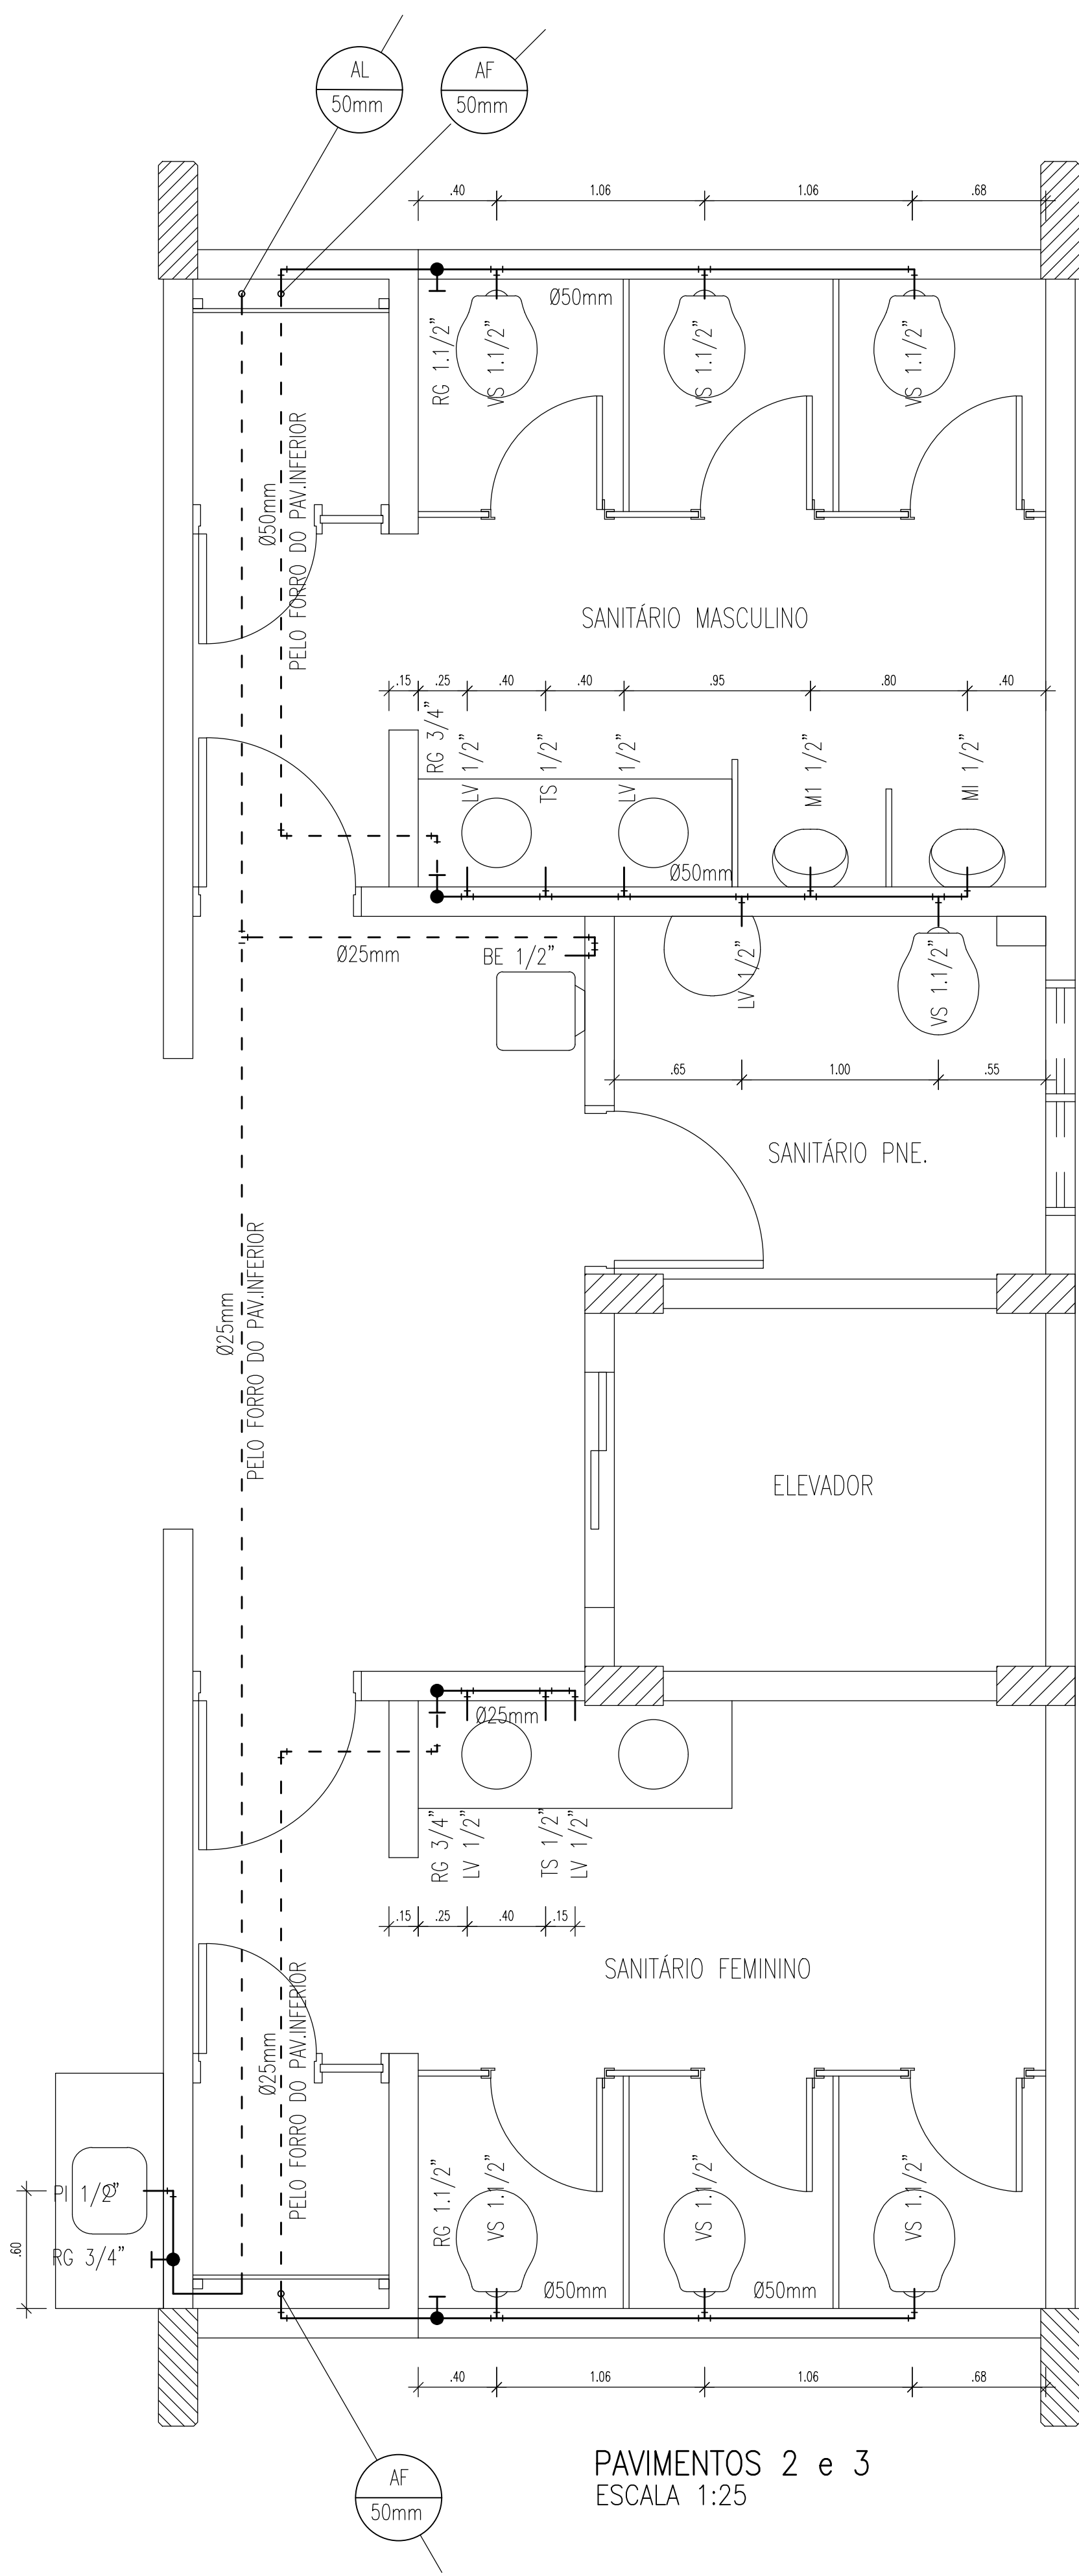 AL
50mm
AF
50mm
.40
1.06
1.06
.68
Ø50mm
RG 1.1/2"
VS 1.1/2"
VS 1.1/2"
VS 1.1/2"
Ø50mm
PELO FORRO DO PAV.INFERIOR
SANITÁRIO MASCULINO
.15
.25
.40
.40
.95
.80
.40
RG 3/4"
LV 1/2"
TS 1/2"
LV 1/2"
M1 1/2"
MI 1/2"
Ø50mm
Ø25mm
BE 1/2"
LV 1/2"
VS 1.1/2"
.65
1.00
.55
SANITÁRIO PNE.
Ø25mm
PELO FORRO DO PAV.INFERIOR
ELEVADOR
Ø25mm
RG 3/4"
LV 1/2"
TS 1/2"
LV 1/2"
.15
.25
.40
.15
SANITÁRIO FEMININO
Ø25mm
PELO FORRO DO PAV.INFERIOR
PI 1/2"
RG 3/4"
.60
RG 1.1/2"
VS 1.1/2"
VS 1.1/2"
VS 1.1/2"
Ø50mm
Ø50mm
.40
1.06
1.06
.68
AF
50mm
PAVIMENTOS 2 e 3
ESCALA 1:25